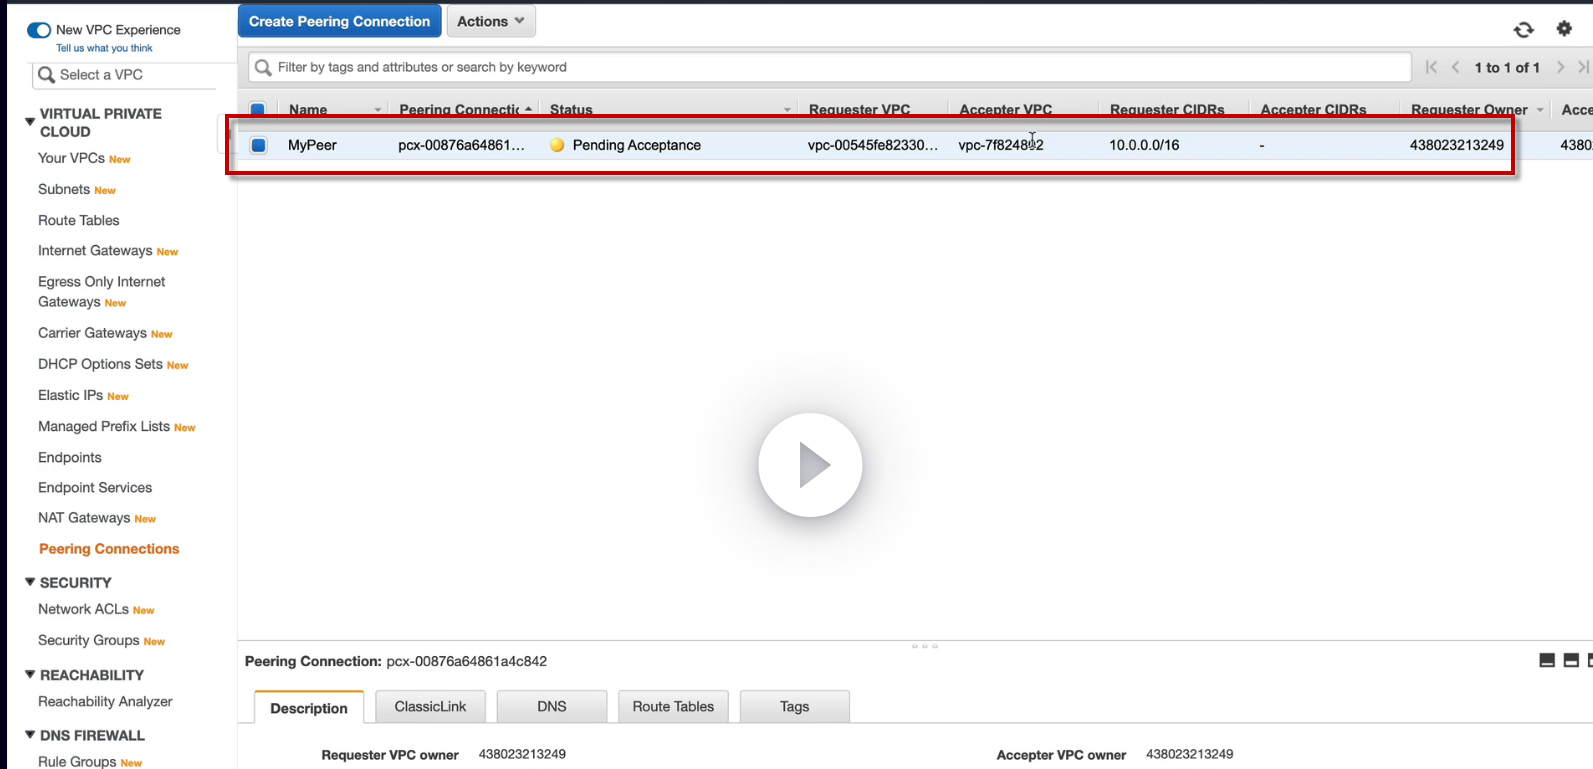 New VPC Experience
Tell us what you think
Select a VPC
VIRTUAL PRIVATE
CLOUD
Your VPCs New
Subnets New
Route Tables
Internet Gateways New
Egress Only Internet
Gateways New
Carrier Gateways New
DHCP Options Sets New
Elastic IPs New
Managed Prefix Lists New
Endpoints
Endpoint Services
NAT Gateways New
Peering Connections
SECURITY
Network ACLs New
Security Groups New
REACHABILITY
Reachability Analyzer
DNS FIREWALL
Rule Groups New
Create Peering Connection Actions
Filter by tags and attributes or search by keyword
1 to 1 of 1
Name Peering Connectic Status Requester VPC Accepter VPC Requester CIDRs Accepter CIDRs Requester Owner Acce
MyPeer pcx-00876a64861... Pending Acceptance vpc-00545fe82330... 10.0.0.0/16 - 438023213249 4380
Peering Connection: pcx-00876a64861a4c842
Description ClassicLink DNS Route Tables Tags
Requester VPC owner 438023213249 Accepter VPC owner 438023213249